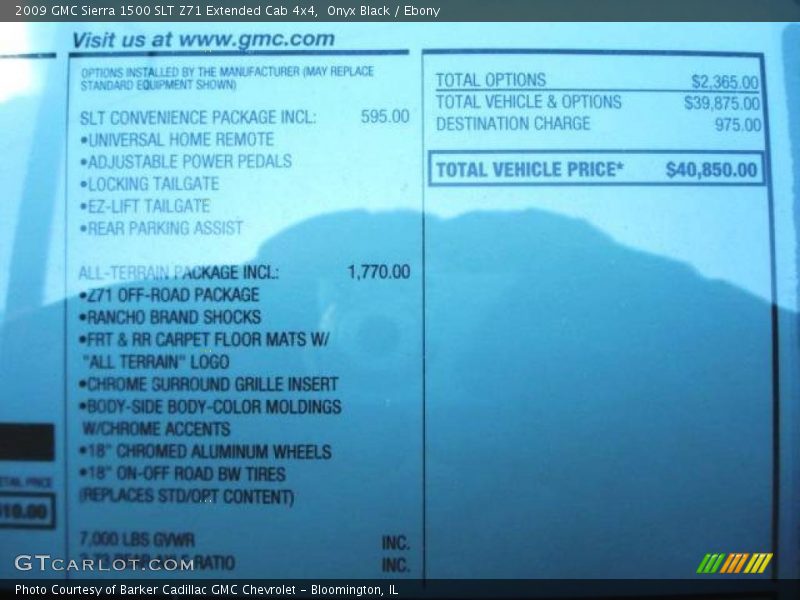 2009 GMC Sierra 1500 SLT Z71 Extended Cab 4x4,  Onyx Black / Ebony
Visit us at www.gmc.com
OPTIONS INSTALLED BY THE MANUFACTURER (MAY REPLACE
STANDARD EQUIPMENT SHOWN)
SLT CONVENIENCE PACKAGE INCL: 595.00
•UNIVERSAL HOME REMOTE
•ADJUSTABLE POWER PEDALS
•LOCKING TAILGATE
•EZ-LIFT TAILGATE
•REAR PARKING ASSIST
ALL-TERRAIN PACKAGE INCL.: 1,770.00
•Z71 OFF-ROAD PACKAGE
•RANCHO BRAND SHOCKS
•FRT & RR CARPET FLOOR MATS W/
"ALL TERRAIN" LOGO
•CHROME SURROUND GRILLE INSERT
•BODY-SIDE BODY-COLOR MOLDINGS
W/CHROME ACCENTS
•18" CHROMED ALUMINUM WHEELS
•18" ON-OFF ROAD BW TIRES
(REPLACES STD/OPT CONTENT)
7,000 LBS GVWR INC.
RATIO INC.
TOTAL OPTIONS $2,365.00
TOTAL VEHICLE & OPTIONS $39,875.00
DESTINATION CHARGE 975.00
TOTAL VEHICLE PRICE* $40,850.00
PRICE
10.00
GTCARLOT.COM
Photo Courtesy of Barker Cadillac GMC Chevrolet - Bloomington, IL